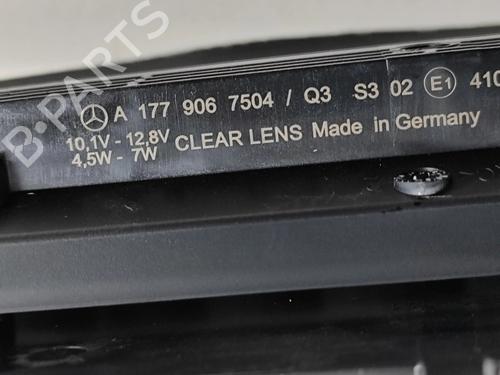 A 177 906 7504 / Q3 S3 02 E1 410
10,1V - 12,8V
4,5W - 7W CLEAR LENS Made in Germany
B-PARTS